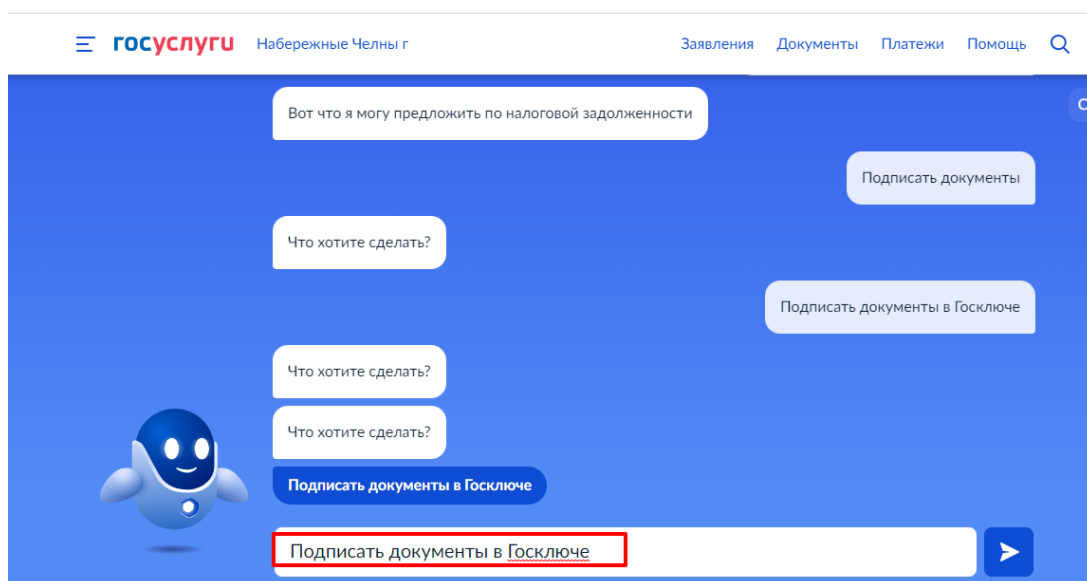 госуслуги Набережные Челны г Заявления Документы Платежи Помощь
Вот что я могу предложить по налоговой задолженности
Подписать документы
Что хотите сделать?
Подписать документы в Госключе
Что хотите сделать?
Что хотите сделать?
Подписать документы в Госключе
Подписать документы в Госключе